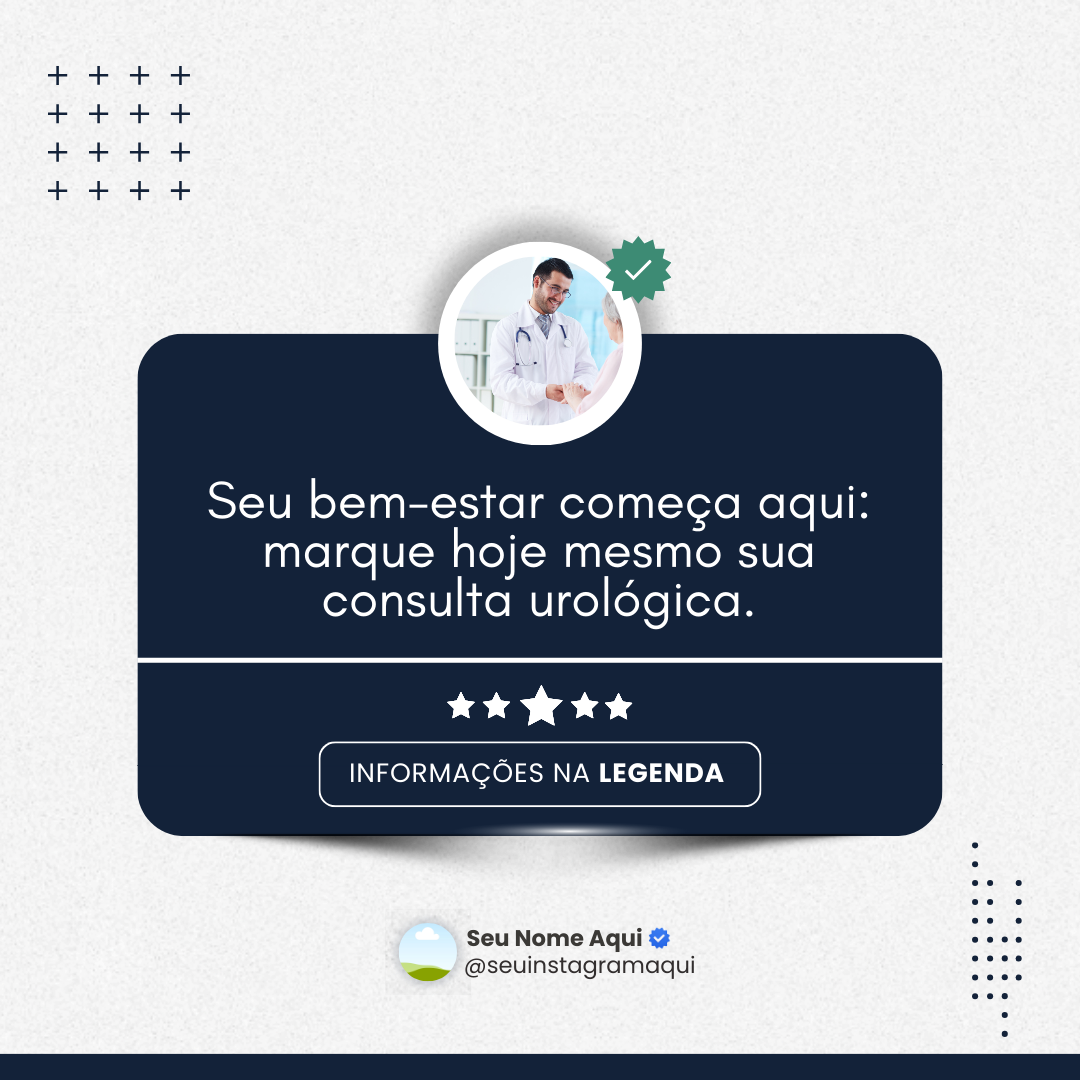 Seu bem-estar começa aqui:
marque hoje mesmo sua
consulta urológica.
INFORMAÇÕES NA LEGENDA
Seu Nome Aqui
@seuinstagramaqui